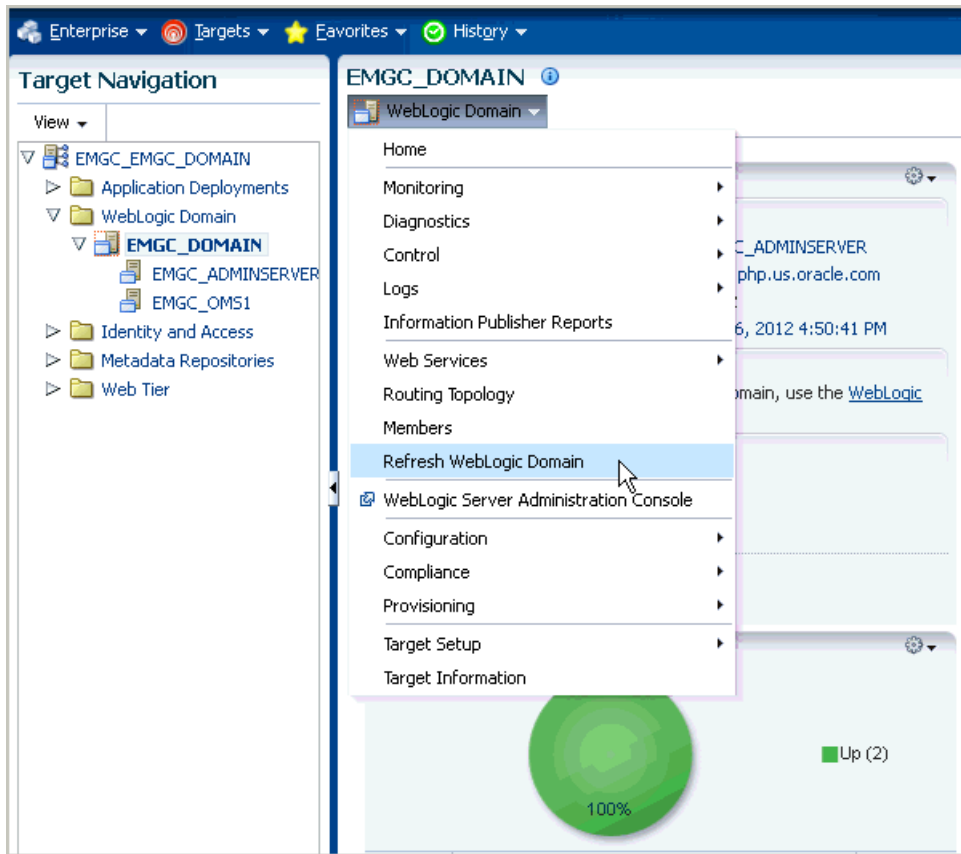 Enterprise Targets Favorites History
Target Navigation
View
EMGC_EMGC_DOMAIN
Application Deployments
WebLogic Domain
EMGC_DOMAIN
EMGC_ADMINSERVER
EMGC_OMS1
Identity and Access
Metadata Repositories
Web Tier
EMGC_DOMAIN
WebLogic Domain
Home
Monitoring
Diagnostics
Control
Logs
Information Publisher Reports
Web Services
Routing Topology
Members
Refresh WebLogic Domain
WebLogic Server Administration Console
Configuration
Compliance
Provisioning
Target Setup
Target Information
C_ADMINSERVER
php.us.oracle.com
6, 2012 4:50:41 PM
main, use the WebLogic
Up (2)
100%